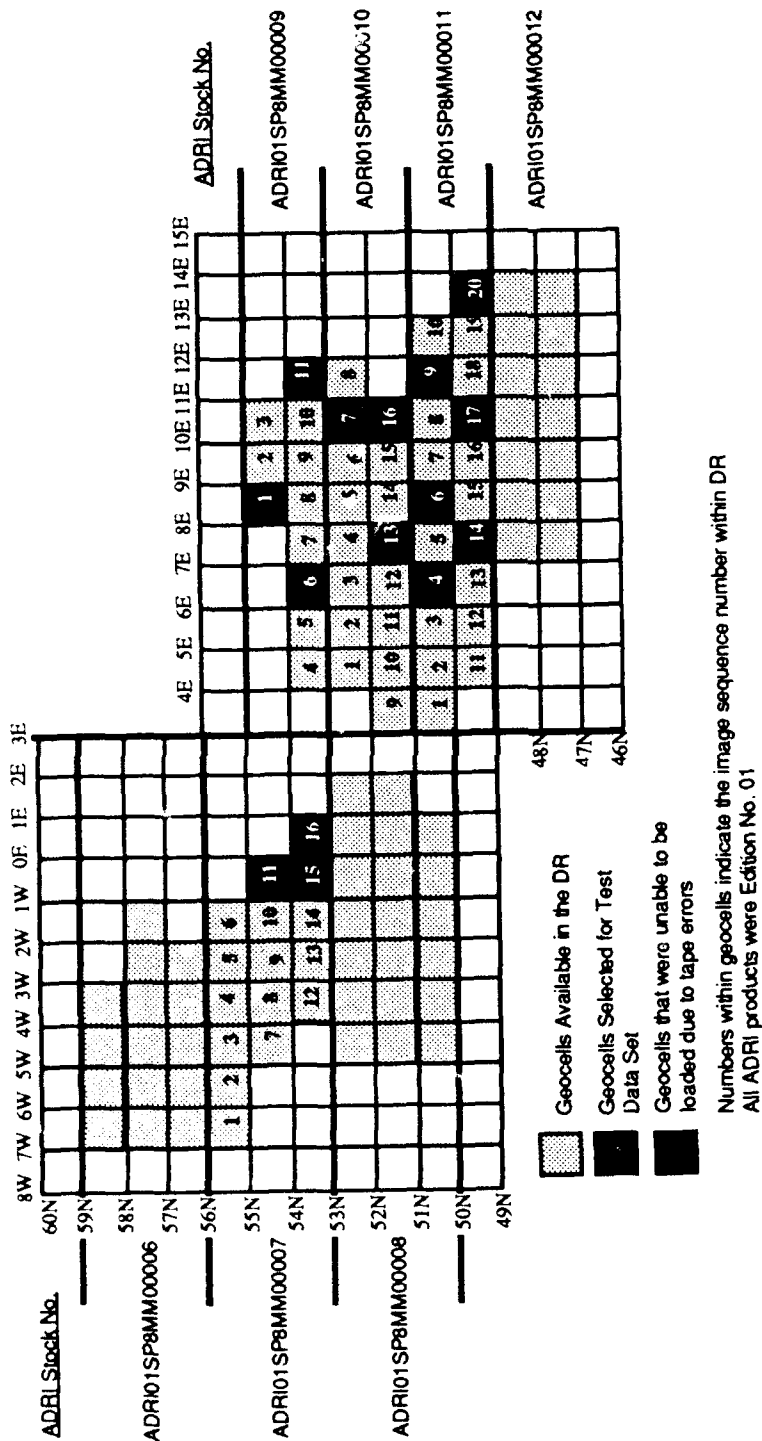 ADRI Stock No.
8W 7W 6W 5W 4W 3W 2W 1W 0E 1E 2E 3E
60N
59N
58N
57N
56N
55N
54N
53N
52N
51N
50N
49N
ADRI01SP8MM00006
ADRI01SP8MM00007
ADRI01SP8MM00008
1 2 3 4 5 6
7 8 9 10 11
12 13 14 15 16
4E 5E 6E 7E 8E 9E 10E 11E 12E 13E 14E 15E
ADRI Stock No.
1 2 3
4 5 6 7 8 9 10 11
ADRI01SP8MM00009
1 2 3 4 5 6 7 8
9 10 11 12 13 14 15 16
ADRI01SP8MM00010
1 2 3 4 5 6 7 8 9 10
11 12 13 14 15 16 17 18 19 20
ADRI01SP8MM00011
ADRI01SP8MM00012
48N
47N
46N
Geocells Available in the DR
Geocells Selected for Test
Data Set
Geocells that were unable to be
loaded due to tape errors
Numbers within geocells indicate the image sequence number within DR
All ADRI products were Edition No. 01